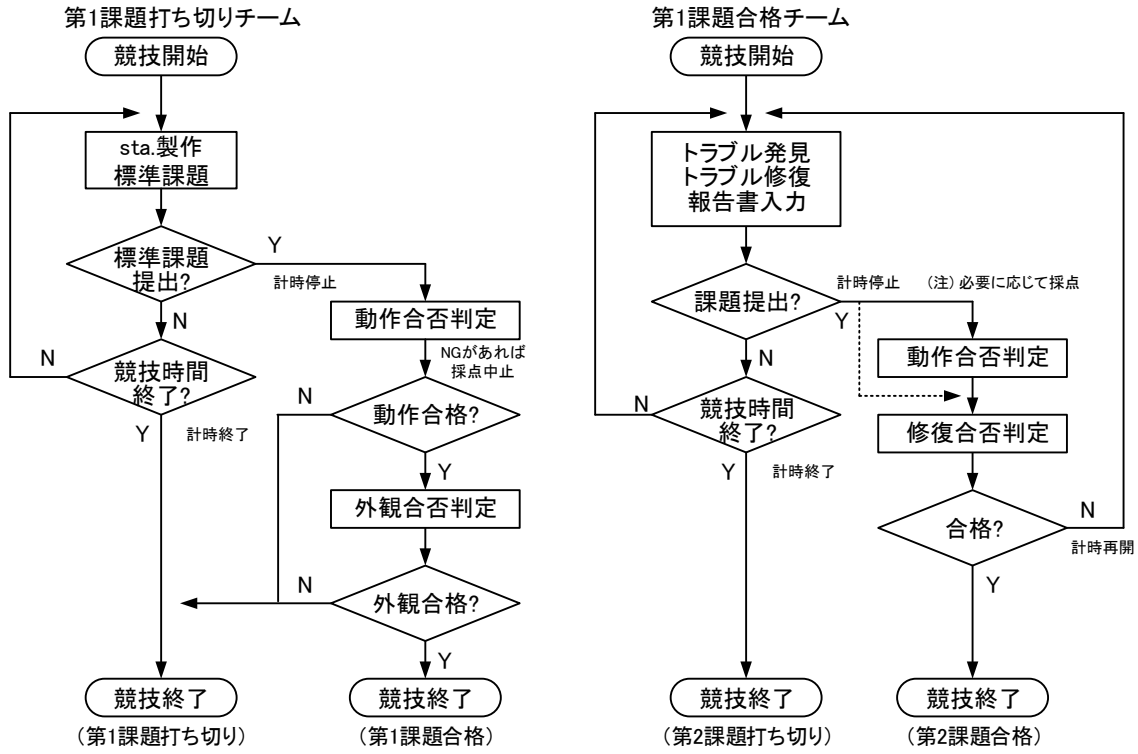 第1課題打ち切りチーム
競技開始
sta.製作
標準課題
標準課題
提出?
Y
計時停止
N
動作合否判定
NGがあれば
採点中止
競技時間
終了?
N
Y
計時終了
動作合格?
N
Y
外観合否判定
外観合格?
N
Y
競技終了
(第1課題打ち切り)
競技終了
(第1課題合格)
第1課題合格チーム
競技開始
トラブル発見
トラブル修復
報告書入力
課題提出?
計時停止
(注)必要に応じて採点
Y
N
動作合否判定
競技時間
終了?
N
Y
計時終了
修復合否判定
合格?
N
計時再開
Y
競技終了
(第2課題打ち切り)
競技終了
(第2課題合格)